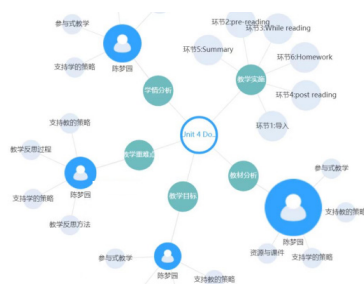 环节2:pre-reading
环节3:While reading
参与式教学
环节5:Summary
环节6:Homework
支持学的策略
陈梦园
学情分析
教学实施
环节4:post reading
支持教的策略
Unit 4 Do..
环节1:导入
教学反思过程
教学重难点
教材分析
参与式教学
支持学的策略
陈梦园
教学目标
支持教的策略
教学反思方法
陈梦园
参与式教学
资源与课件
支持学的策略
陈梦园
支持教的策略